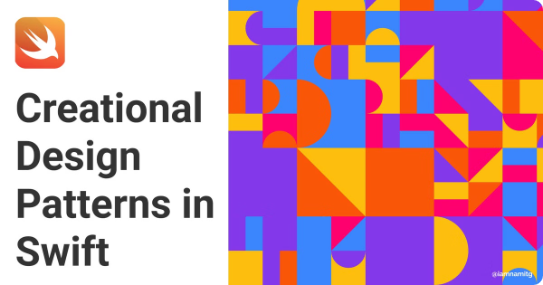 Creational
Design
Patterns in
Swift
@iamnamitg